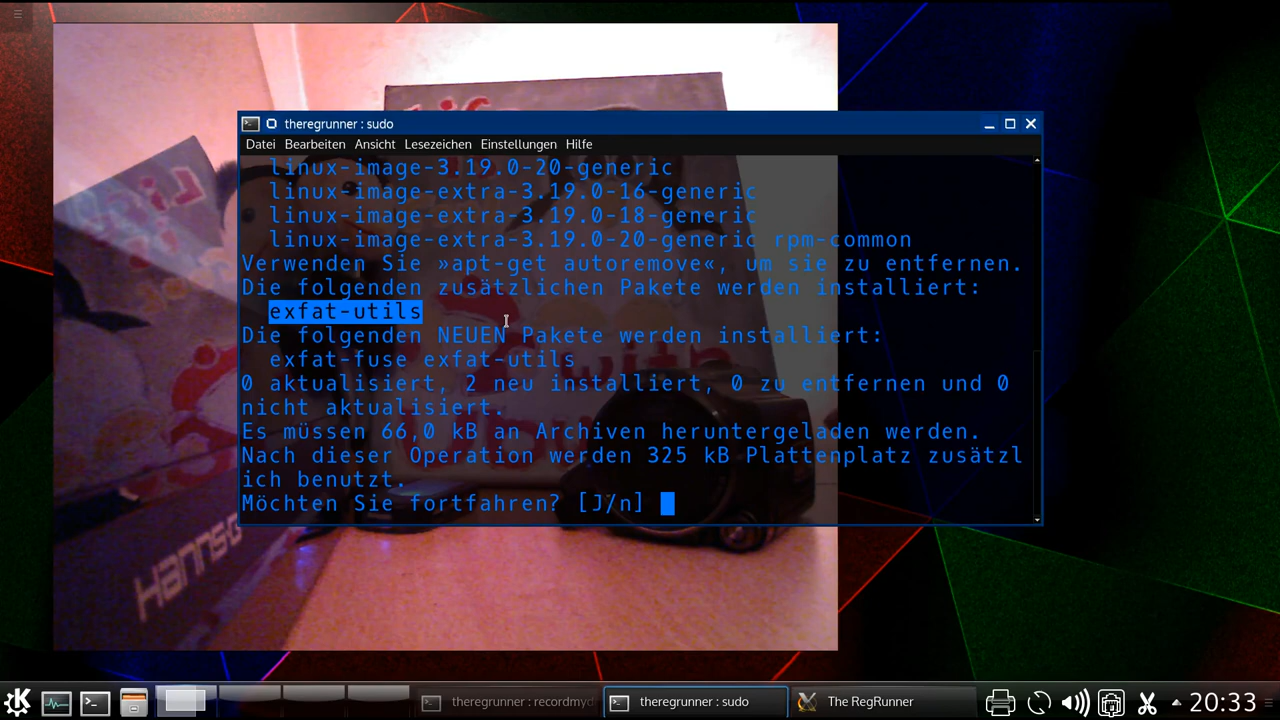 theregrunner : sudo
Datei Bearbeiten Ansicht Lesezeichen Einstellungen Hilfe
linux-image-3.19.0-20-generic
linux-image-extra-3.19.0-16-generic
linux-image-extra-3.19.0-18-generic
linux-image-extra-3.19.0-20-generic rpm-common
Verwenden Sie »apt-get autoremove«, um sie zu entfernen.
Die folgenden zusätzlichen Pakete werden installiert:
exfat-utils
Die folgenden NEUEN Pakete werden installiert:
exfat-fuse exfat-utils
0 aktualisiert, 2 neu installiert, 0 zu entfernen und 0
nicht aktualisiert.
Es müssen 66,0 kB an Archiven heruntergeladen werden.
Nach dieser Operation werden 325 kB Plattenplatz zusätzl
ich benutzt.
Möchten Sie fortfahren? [J/n]
HANNSG
theregrunner : recordmyd
theregrunner : sudo
The RegRunner
20:33